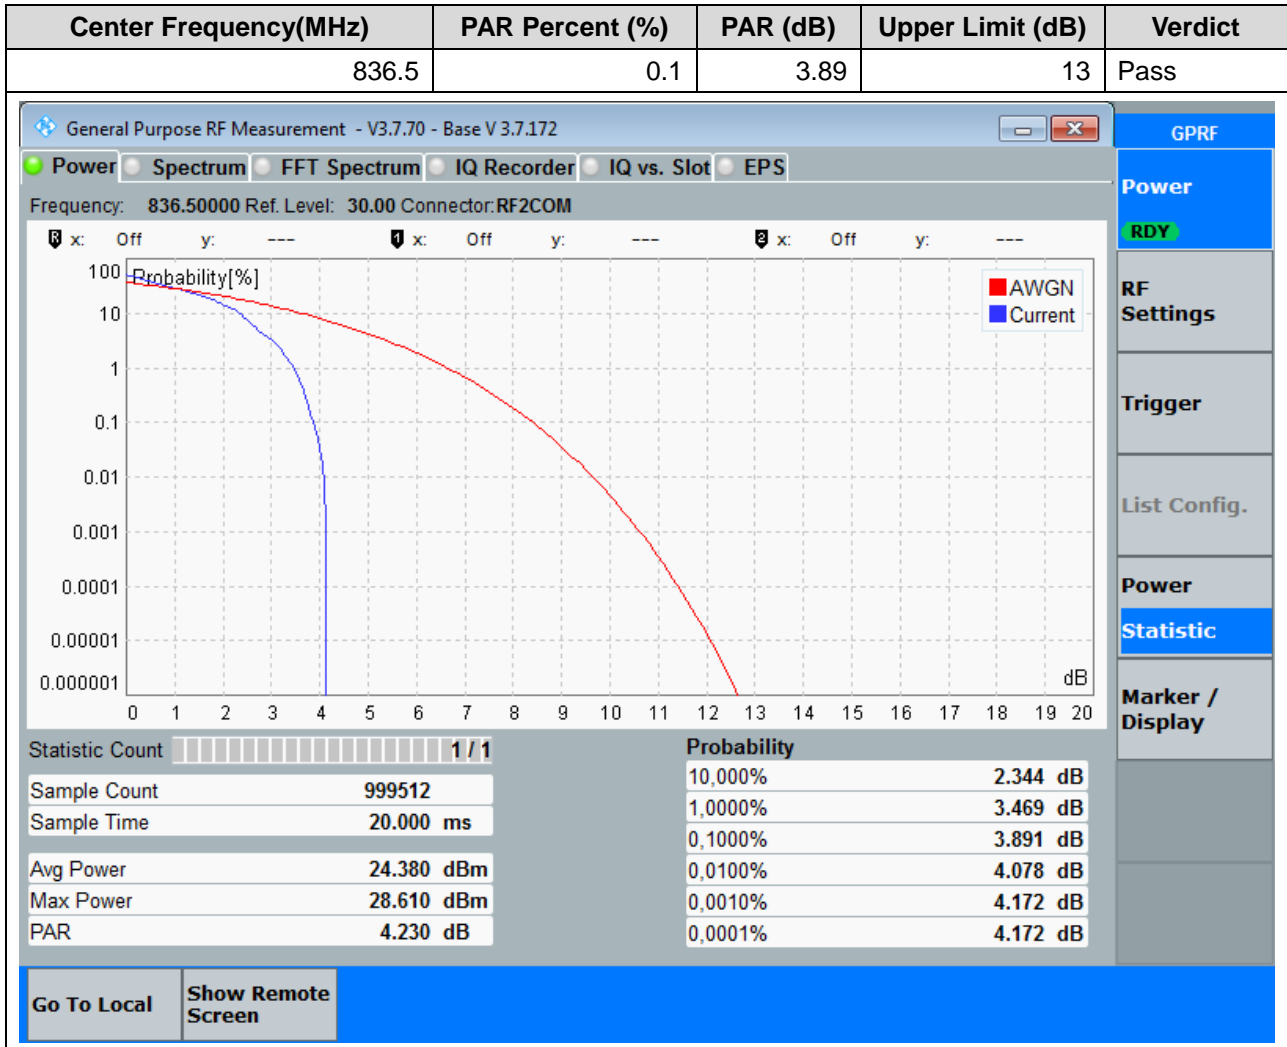 Center Frequency(MHz) PAR Percent (%) PAR (dB) Upper Limit (dB) Verdict
836.5 0.1 3.89 13 Pass
General Purpose RF Measurement - V3.7.70 - Base V 3.7.172
GPRF
Power Spectrum FFT Spectrum IQ Recorder IQ vs. Slot EPS
Frequency: 836.50000 Ref. Level: 30.00 Connector:RF2COM
R x: Off y: --- 1 x: Off y: --- 2 x: Off y: ---
Probability[%]
AWGN
Current
100
10
1
0.1
0.01
0.001
0.0001
0.00001
0.000001
dB
0 1 2 3 4 5 6 7 8 9 10 11 12 13 14 15 16 17 18 19 20
Statistic Count 1 / 1
Sample Count 999512
Sample Time 20.000 ms
Avg Power 24.380 dBm
Max Power 28.610 dBm
PAR 4.230 dB
Probability
10,000% 2.344 dB
1,0000% 3.469 dB
0,1000% 3.891 dB
0,0100% 4.078 dB
0,0010% 4.172 dB
0,0001% 4.172 dB
Power
RDY
RF
Settings
Trigger
List Config.
Power
Statistic
Marker /
Display
Go To Local
Show Remote
Screen